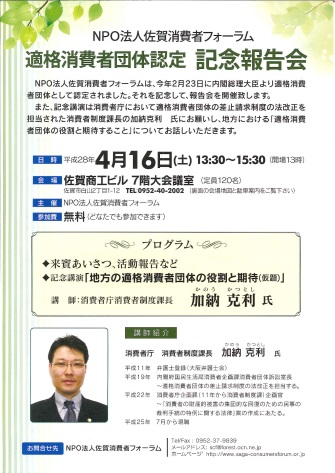 NPO法人佐賀消費者フォーラム
適格消費者団体認定 記念報告会
NPO法人佐賀消費者フォーラムは、今年2月23日に内閣総理大臣より適格消費
者団体として認定されました。それを記念して、報告会を開催致します。
また、記念講演は消費者庁において適格消費者団体の差止請求制度の法改正を
担当された消費者制度課長の加納克利 氏にお願いし、地方における「適格消費
者団体の役割と期待すること」についてお話しいただきます。
日 時 平成28年4月16日(土) 13:30〜15:30 (開場13時)
会 場 佐賀商工ビル 7階大会議室 (定員120名)
佐賀市白山2丁目1-12 TEL 0952-40-2002 (裏面の会場地図と駐車案内をご覧下さい)
主 催 NPO法人佐賀消費者フォーラム
参加費 無料 (どなたでも参加できます)
プログラム
◆来賓あいさつ、活動報告など
◆記念講演「地方の適格消費者団体の役割と期待(仮題)」
かのう かつとし
講 師:消費者庁消費者制度課長 加納 克利 氏
講師紹介
かのう かつとし
消費者庁 消費者制度課長 加納 克利 氏
平成11年 弁護士登録(大阪弁護士会)
平成19年 内閣府国民生活局消費者企画課消費者団体訴訟室長
〜適格消費者団体の差止請求制度の法改正を担当する。
平成22年 消費者庁企画課(11年から消費者制度課)企画官
〜「消費者の財産的被害の集団的な回復のための民事の
裁判手続の特例に関する法律」案の作成にあたる。
平成25年 7月から現職
お問合せ先 NPO法人佐賀消費者フォーラム
Tel/Fax : 0952-37-9839
メールアドレス: scf@forest.ocn.ne.jp
ホームページ http://www.saga-consumersforum.or.jp